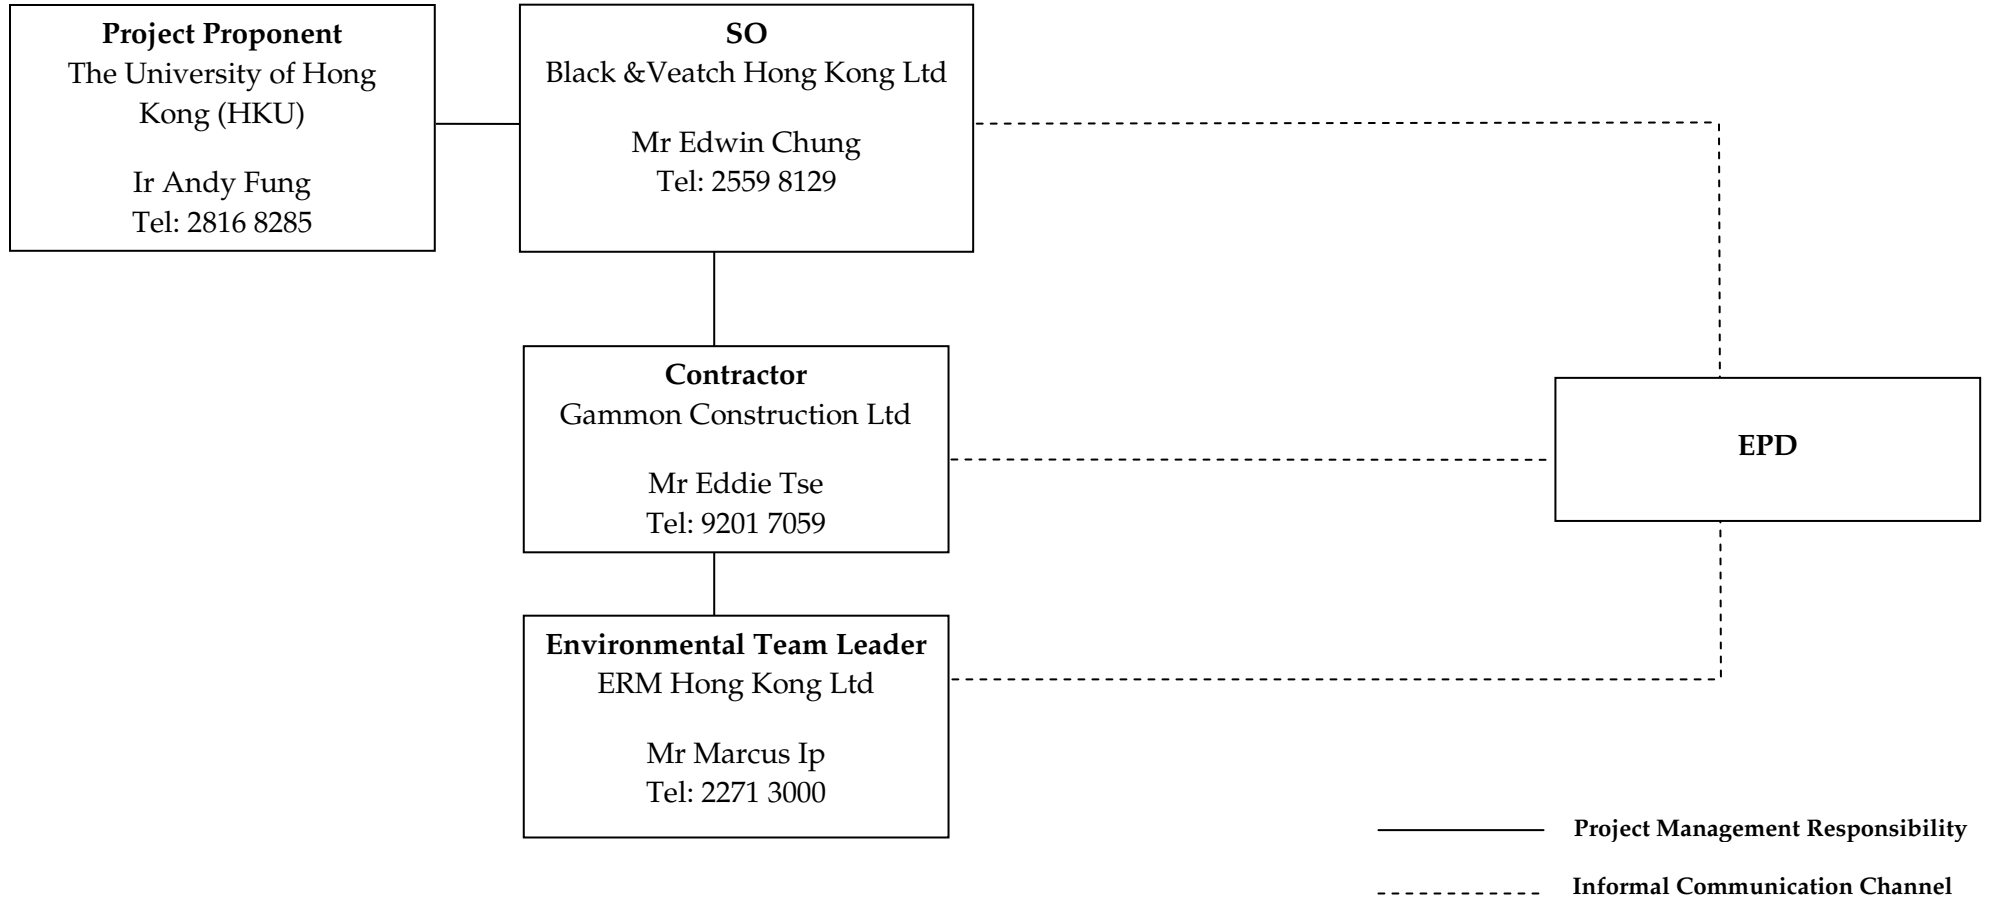 Project Proponent
The University of Hong
Kong (HKU)
Ir Andy Fung
Tel: 2816 8285
SO
Black &Veatch Hong Kong Ltd
Mr Edwin Chung
Tel: 2559 8129
Contractor
Gammon Construction Ltd
Mr Eddie Tse
Tel: 9201 7059
EPD
Environmental Team Leader
ERM Hong Kong Ltd
Mr Marcus Ip
Tel: 2271 3000
Project Management Responsibility
Informal Communication Channel